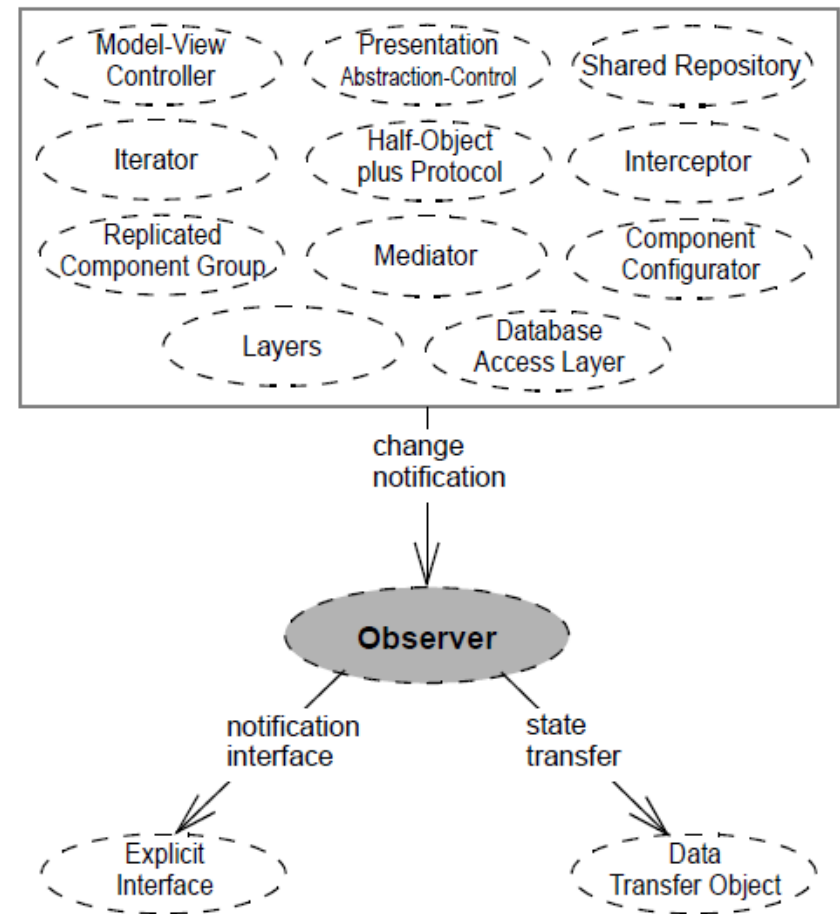 Model-View
Controller
Presentation
Abstraction-Control
Shared Repository
Iterator
Half-Object
plus Protocol
Interceptor
Replicated
Component Group
Mediator
Component
Configurator
Layers
Database
Access Layer
change
notification
Observer
notification
interface
state
transfer
Explicit
Interface
Data
Transfer Object